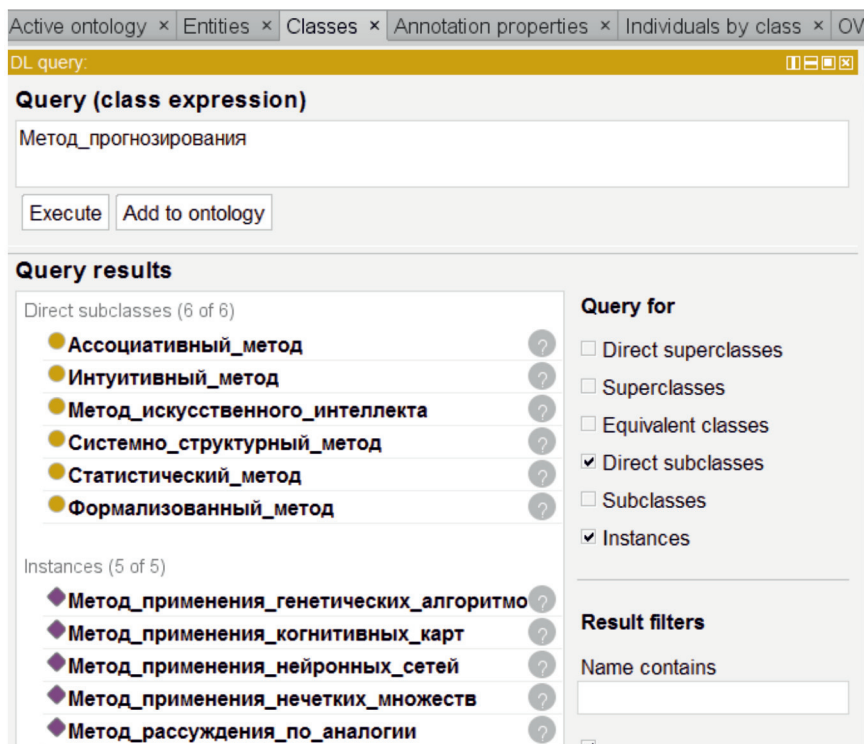 Active ontology × Entities × Classes × Annotation properties × Individuals by class × OV
DL query:
Query (class expression)
Метод_прогнозирования
Execute Add to ontology
Query results
Direct subclasses (6 of 6)
Ассоциативный_метод
Интуитивный_метод
Метод_искусственного_интеллекта
Системно_структурный_метод
Статистический_метод
Формализованный_метод
Instances (5 of 5)
Метод_применения_генетических_алгоритмо
Метод_применения_когнитивных_карт
Метод_применения_нейронных_сетей
Метод_применения_нечетких_множеств
Метод_рассуждения_по_аналогии
Query for
Direct superclasses
Superclasses
Equivalent classes
Direct subclasses
Subclasses
Instances
Result filters
Name contains